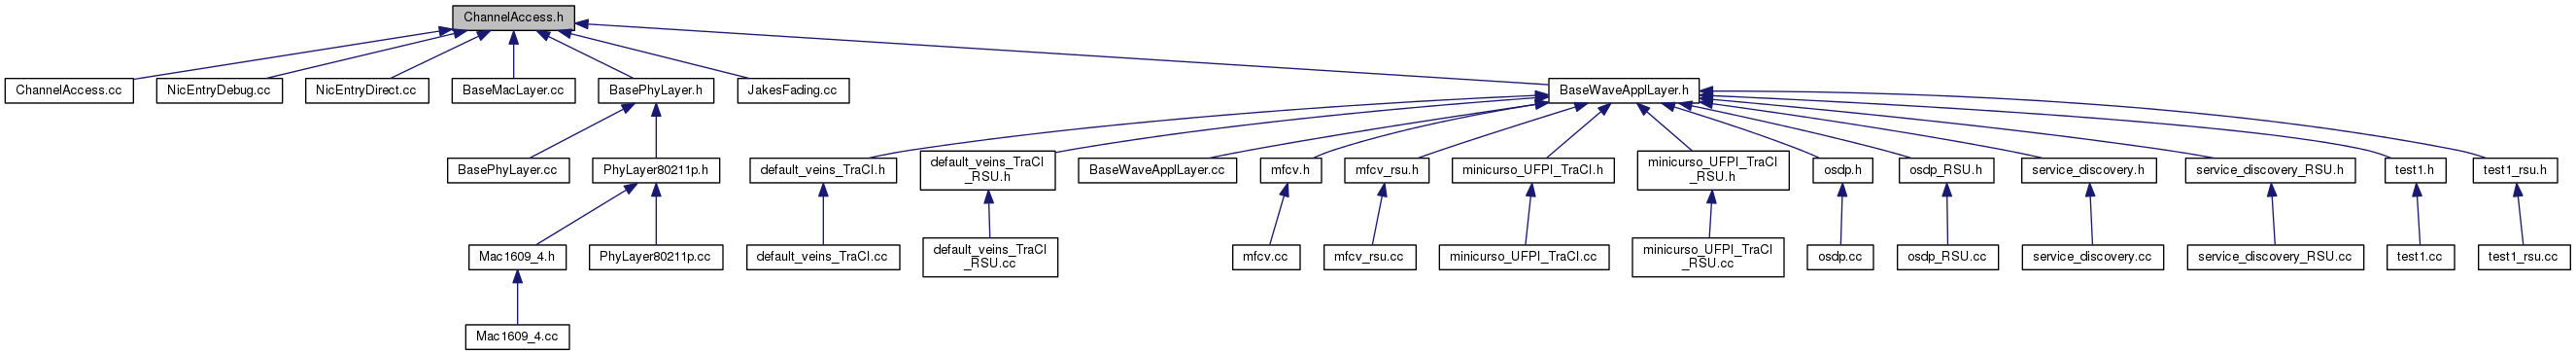 ChannelAccess.h
ChannelAccess.cc
NicEntryDebug.cc
NicEntryDirect.cc
BaseMacLayer.cc
BasePhyLayer.h
JakesFading.cc
BaseWaveApplLayer.h
BasePhyLayer.cc
PhyLayer80211p.h
default_veins_TraCI.h
default_veins_TraCI
_RSU.h
BaseWaveApplLayer.cc
mfcv.h
mfcv_rsu.h
minicurso_UFPI_TraCI.h
minicurso_UFPI_TraCI
_RSU.h
osdp.h
osdp_RSU.h
service_discovery.h
service_discovery_RSU.h
test1.h
test1_rsu.h
Mac1609_4.h
PhyLayer80211p.cc
default_veins_TraCI.cc
default_veins_TraCI
_RSU.cc
mfcv.cc
mfcv_rsu.cc
minicurso_UFPI_TraCI.cc
minicurso_UFPI_TraCI
_RSU.cc
osdp.cc
osdp_RSU.cc
service_discovery.cc
service_discovery_RSU.cc
test1.cc
test1_rsu.cc
Mac1609_4.cc